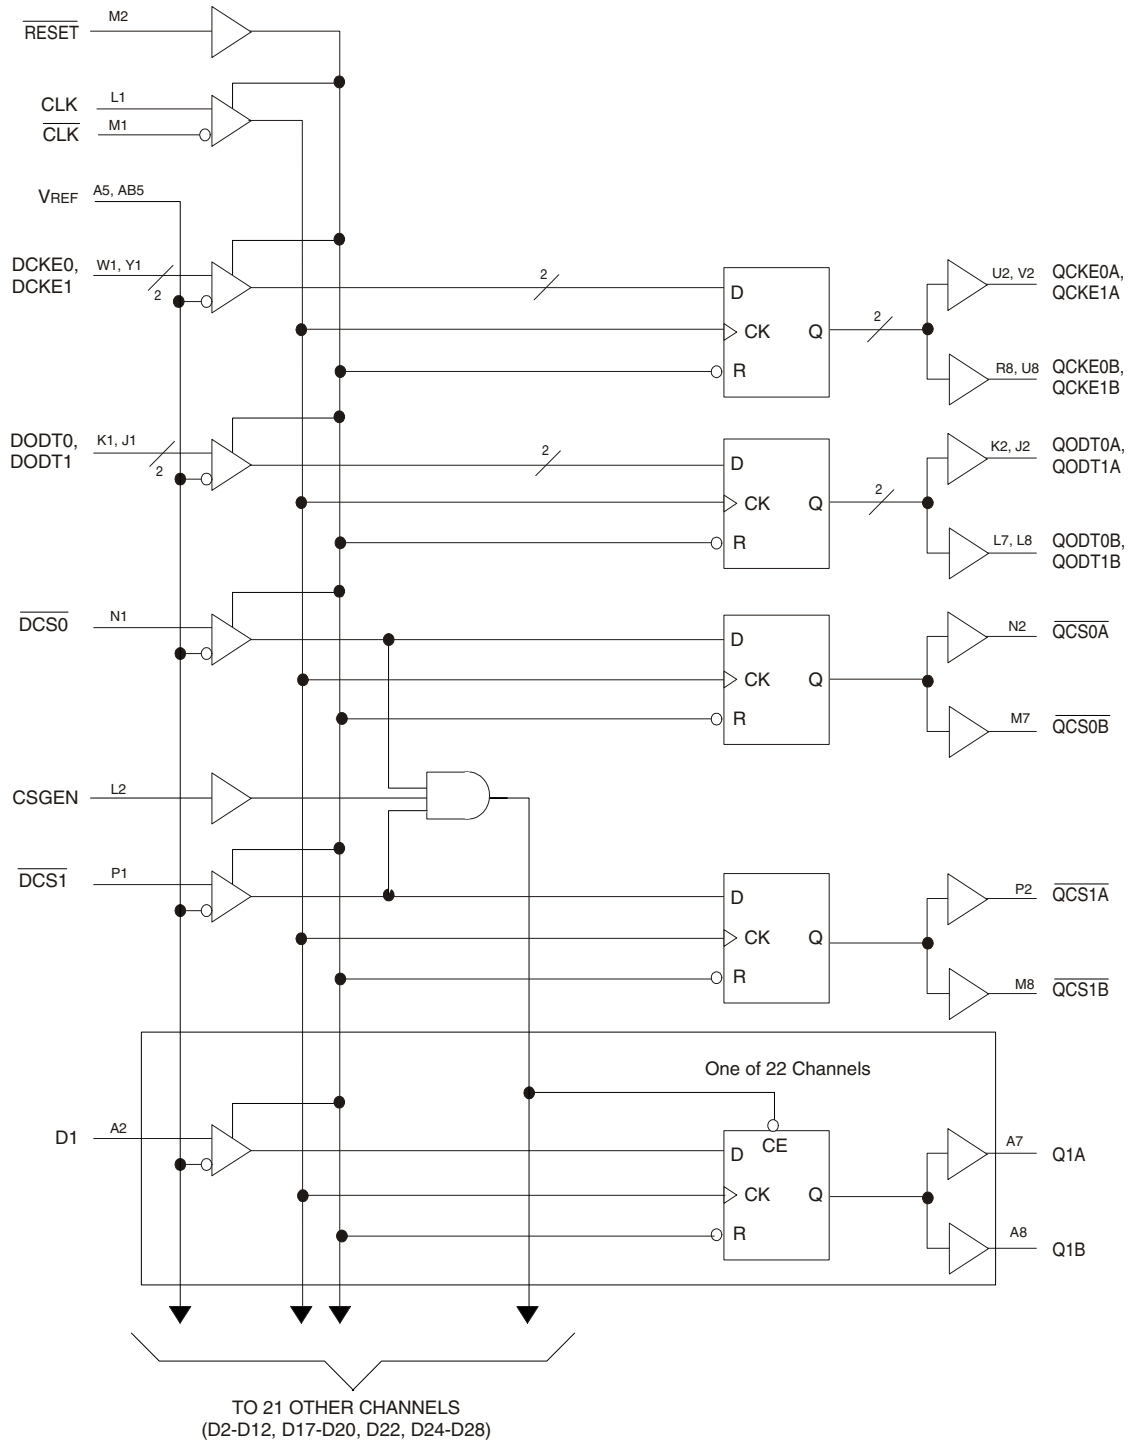 RESET M2
CLK L1
CLK M1
VREF A5, AB5
DCKE0, W1, Y1
DCKE1 2
2
D
CK Q
R
2
U2, V2 QCKE0A,
QCKE1A
R8, U8 QCKE0B,
QCKE1B
DODT0, K1, J1
DODT1 2
2
D
CK Q
R
2
K2, J2 QODT0A,
QODT1A
L7, L8 QODT0B,
QODT1B
DCS0 N1
D
CK Q
R
N2 QCS0A
M7 QCS0B
CSGEN L2
DCS1 P1
D
CK Q
R
P2 QCS1A
M8 QCS1B
One of 22 Channels
D1 A2
CE
D
CK Q
R
A7 Q1A
A8 Q1B
TO 21 OTHER CHANNELS
(D2-D12, D17-D20, D22, D24-D28)